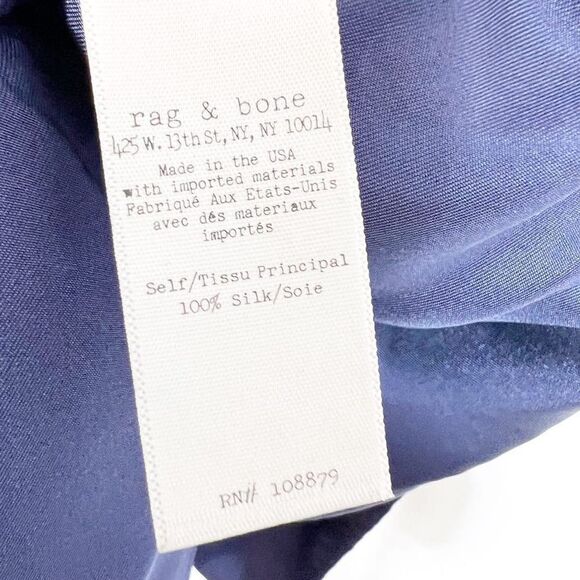 rag & bone
425 W. 13th St, NY, NY 10014
Made in the USA
with imported materials
Fabriqué Aux Etats-Unis
avec dés materiaux
importés
Self/Tissu Principal
100% Silk/Soie
RN# 108879